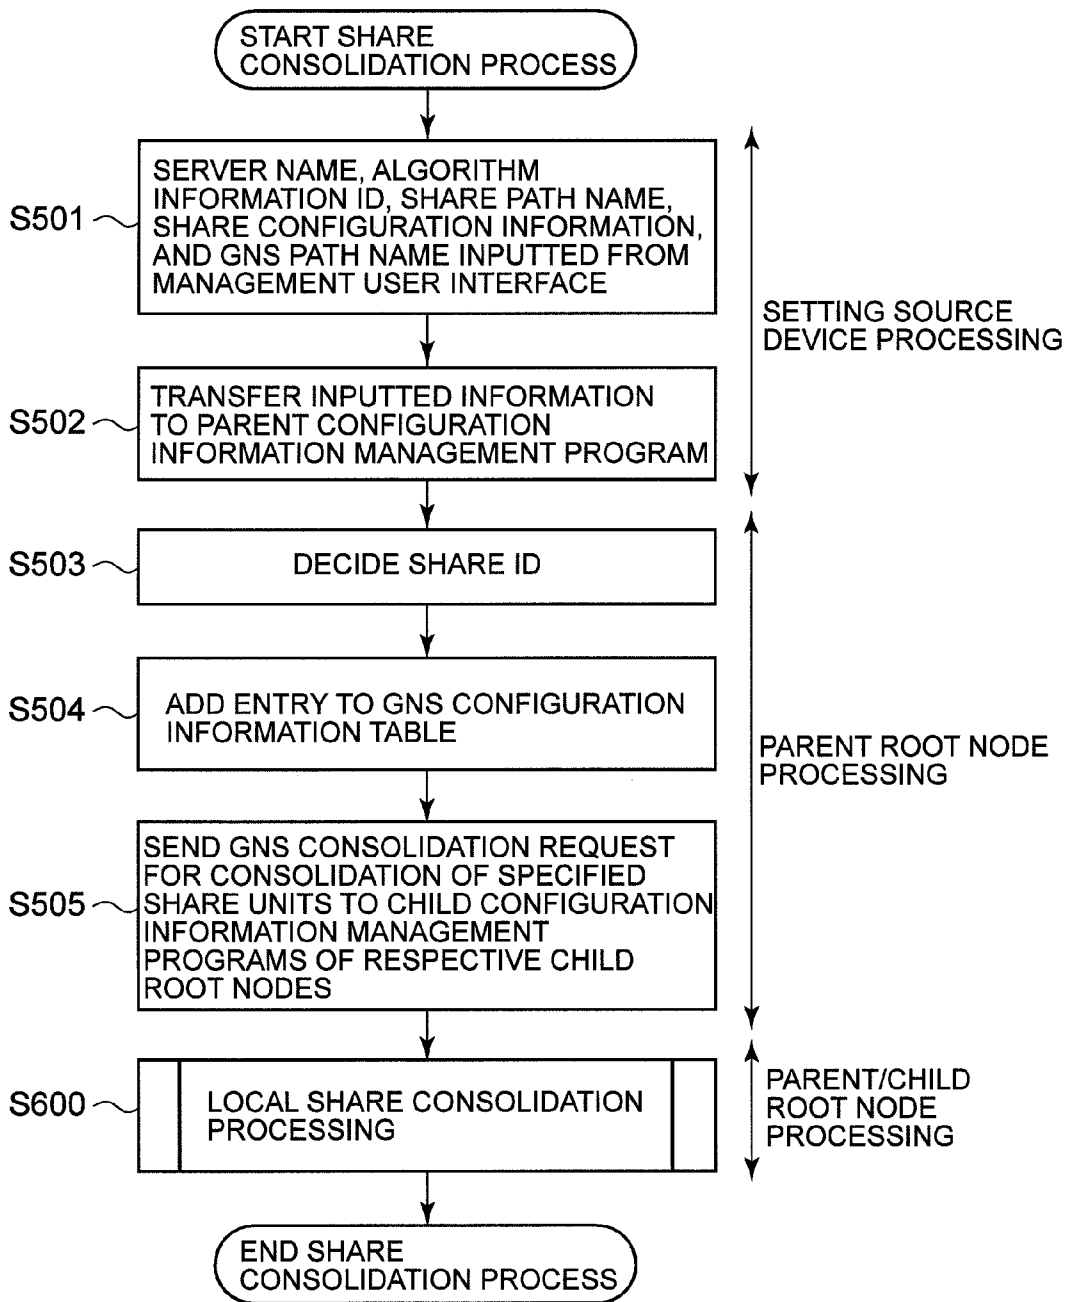 START SHARE
CONSOLIDATION PROCESS
S501
SERVER NAME, ALGORITHM
INFORMATION ID, SHARE PATH NAME,
SHARE CONFIGURATION INFORMATION,
AND GNS PATH NAME INPUTTED FROM
MANAGEMENT USER INTERFACE
SETTING SOURCE
DEVICE PROCESSING
S502
TRANSFER INPUTTED INFORMATION
TO PARENT CONFIGURATION
INFORMATION MANAGEMENT PROGRAM
S503
DECIDE SHARE ID
S504
ADD ENTRY TO GNS CONFIGURATION
INFORMATION TABLE
PARENT ROOT NODE
PROCESSING
S505
SEND GNS CONSOLIDATION REQUEST
FOR CONSOLIDATION OF SPECIFIED
SHARE UNITS TO CHILD CONFIGURATION
INFORMATION MANAGEMENT
PROGRAMS OF RESPECTIVE CHILD
ROOT NODES
S600
LOCAL SHARE CONSOLIDATION
PROCESSING
PARENT/CHILD
ROOT NODE
PROCESSING
END SHARE
CONSOLIDATION PROCESS